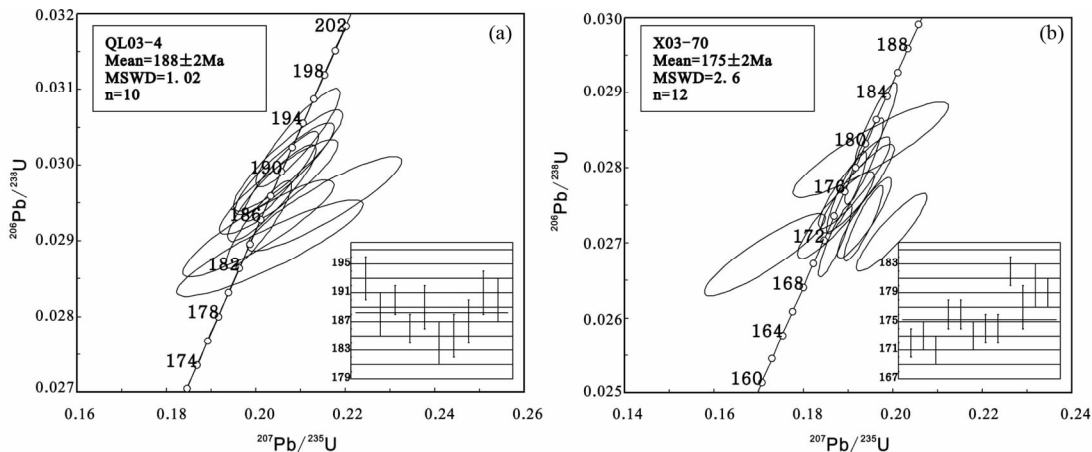 (a)
QL03-4
Mean=188±2Ma
MSWD=1.02
n=10
0.032
0.031
0.030
0.029
0.028
0.027
206Pb/238U
202
198
194
190
186
182
178
174
195
191
187
183
179
0.16 0.18 0.20 0.22 0.24 0.26
207Pb/235U
(b)
X03-70
Mean=175±2Ma
MSWD=2.6
n=12
0.030
0.029
0.028
0.027
0.026
0.025
206Pb/238U
188
184
180
176
172
168
164
160
183
179
175
171
167
0.14 0.16 0.18 0.20 0.22 0.24
207Pb/235U